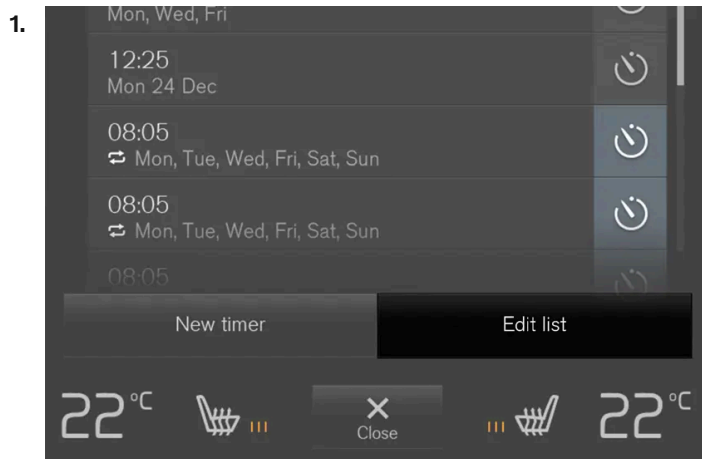 1.
Mon, Wed, Fri
12:25
Mon 24 Dec
08:05
Mon, Tue, Wed, Fri, Sat, Sun
08:05
Mon, Tue, Wed, Fri, Sat, Sun
08:05
New timer
Edit list
22°C
Close
22°C